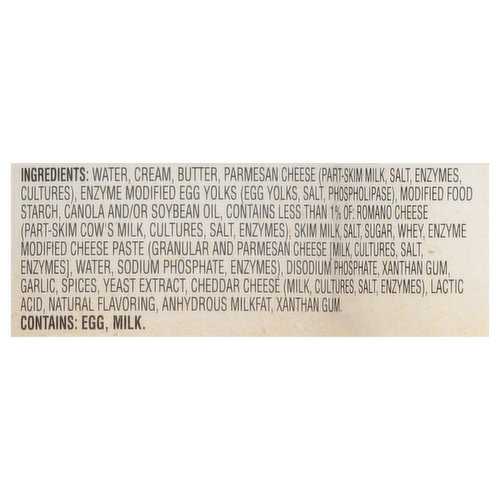 INGREDIENTS: WATER, CREAM, BUTTER, PARMESAN CHEESE (PART-SKIM MILK, SALT, ENZYMES,
CULTURES), ENZYME MODIFIED EGG YOLKS (EGG YOLKS, SALT, PHOSPHOLIPASE), MODIFIED FOOD
STARCH, CANOLA AND/OR SOYBEAN OIL, CONTAINS LESS THAN 1% OF: ROMANO CHEESE
(PART-SKIM COW'S MILK, CULTURES, SALT, ENZYMES), SKIM MILK, SALT, SUGAR, WHEY, ENZYME
MODIFIED CHEESE PASTE (GRANULAR AND PARMESAN CHEESE [MILK, CULTURES, SALT,
ENZYMES], WATER, SODIUM PHOSPHATE, ENZYMES), DISODIUM PHOSPHATE, XANTHAN GUM,
GARLIC, SPICES, YEAST EXTRACT, CHEDDAR CHEESE (MILK, CULTURES, SALT, ENZYMES), LACTIC
ACID, NATURAL FLAVORING, ANHYDROUS MILKFAT, XANTHAN GUM.
CONTAINS: EGG, MILK.